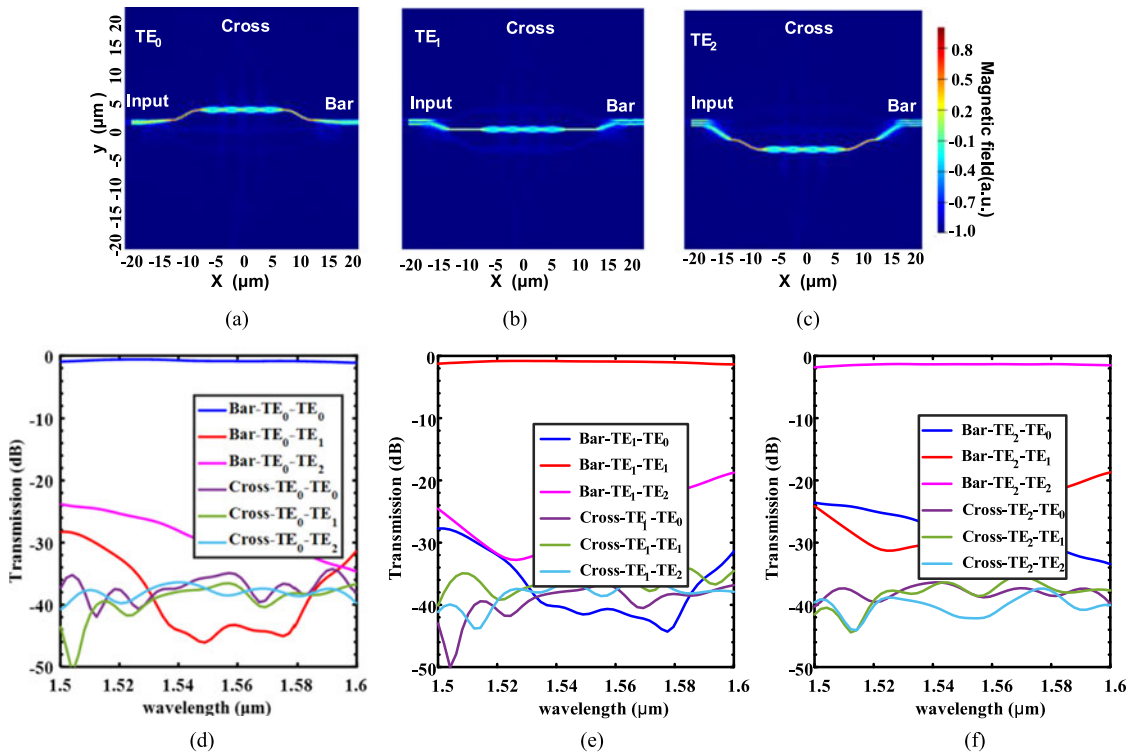 TE₀ Cross
Input Bar
TE₁ Cross
Input Bar
TE₂ Cross
Input Bar
y (μm)
20
15
10
5
0
-5
-10
-15
-20
-20 -15 -10 -5 0 5 10 15 20
X (μm)
-20 -15 -10 -5 0 5 10 15 20
X (μm)
-20 -15 -10 -5 0 5 10 15 20
X (μm)
0.8
0.5
0.2
-0.1
-0.4
-0.7
-1.0
Magnetic field(a.u.)
(a) (b) (c)
Transmission (dB)
0
-10
-20
-30
-40
-50
Bar-TE₀-TE₀
Bar-TE₀-TE₁
Bar-TE₀-TE₂
Cross-TE₀-TE₀
Cross-TE₀-TE₁
Cross-TE₀-TE₂
1.5 1.52 1.54 1.56 1.58 1.6
wavelength (μm)
(d)
Transmission (dB)
0
-10
-20
-30
-40
-50
Bar-TE₁-TE₀
Bar-TE₁-TE₁
Bar-TE₁-TE₂
Cross-TE₁-TE₀
Cross-TE₁-TE₁
Cross-TE₁-TE₂
1.5 1.52 1.54 1.56 1.58 1.6
wavelength (μm)
(e)
Transmission (dB)
0
-10
-20
-30
-40
-50
Bar-TE₂-TE₀
Bar-TE₂-TE₁
Bar-TE₂-TE₂
Cross-TE₂-TE₀
Cross-TE₂-TE₁
Cross-TE₂-TE₂
1.5 1.52 1.54 1.56 1.58 1.6
wavelength (μm)
(f)